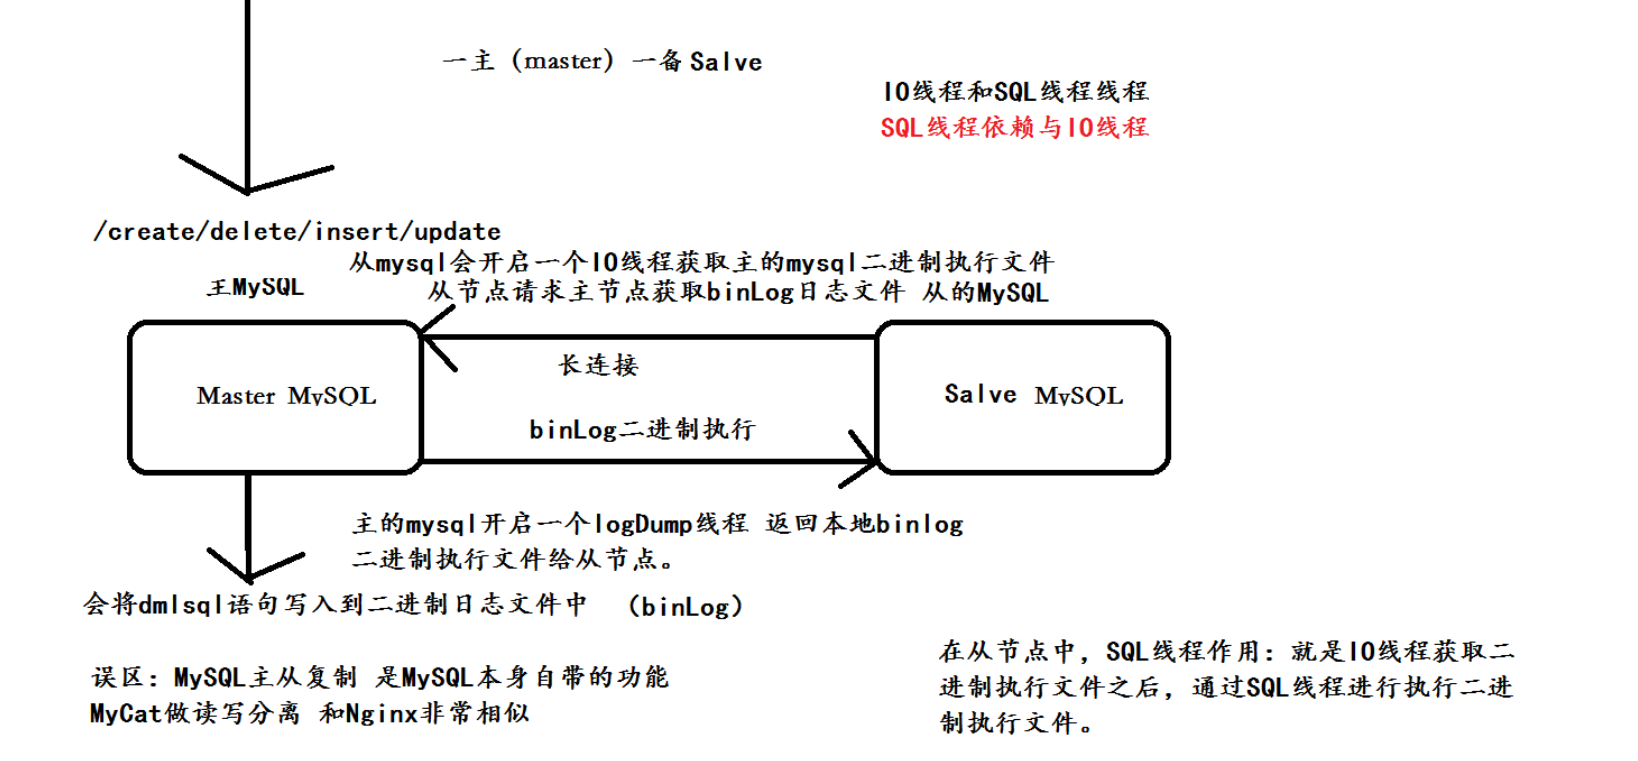 一主（master）一备Salve
IO线程和SQL线程线程
SQL线程依赖与IO线程
/create/delete/insert/update
从mysql会开启一个IO线程获取主的mysql二进制执行文件
主MySQL
从节点请求主节点获取binLog日志文件 从的MySQL
长连接
Master MySQL
Salve MySQL
binLog二进制执行
主的mysql开启一个logDump线程 返回本地binlog
二进制执行文件给从节点。
会将dmlsql语句写入到二进制日志文件中 （binLog）
误区：MySQL主从复制 是MySQL本身自带的功能
MyCat做读写分离 和Nginx非常相似
在从节点中，SQL线程作用：就是IO线程获取二
进制执行文件之后，通过SQL线程进行执行二进
制执行文件。